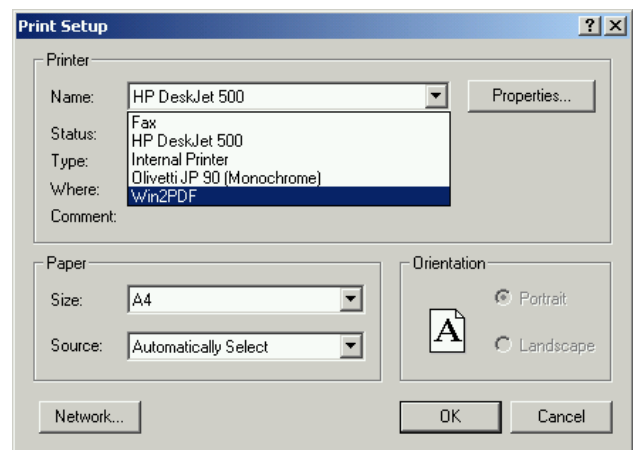 Print Setup
Printer
Name: HP DeskJet 500 Properties...
Status:
Type:
Where:
Comment:
Fax
HP DeskJet 500
Internal Printer
Olivetti JP 90 (Monochrome)
Win2PDF
Paper
Size: A4
Source: Automatically Select
Orientation
A
Portrait
Landscape
Network... OK Cancel